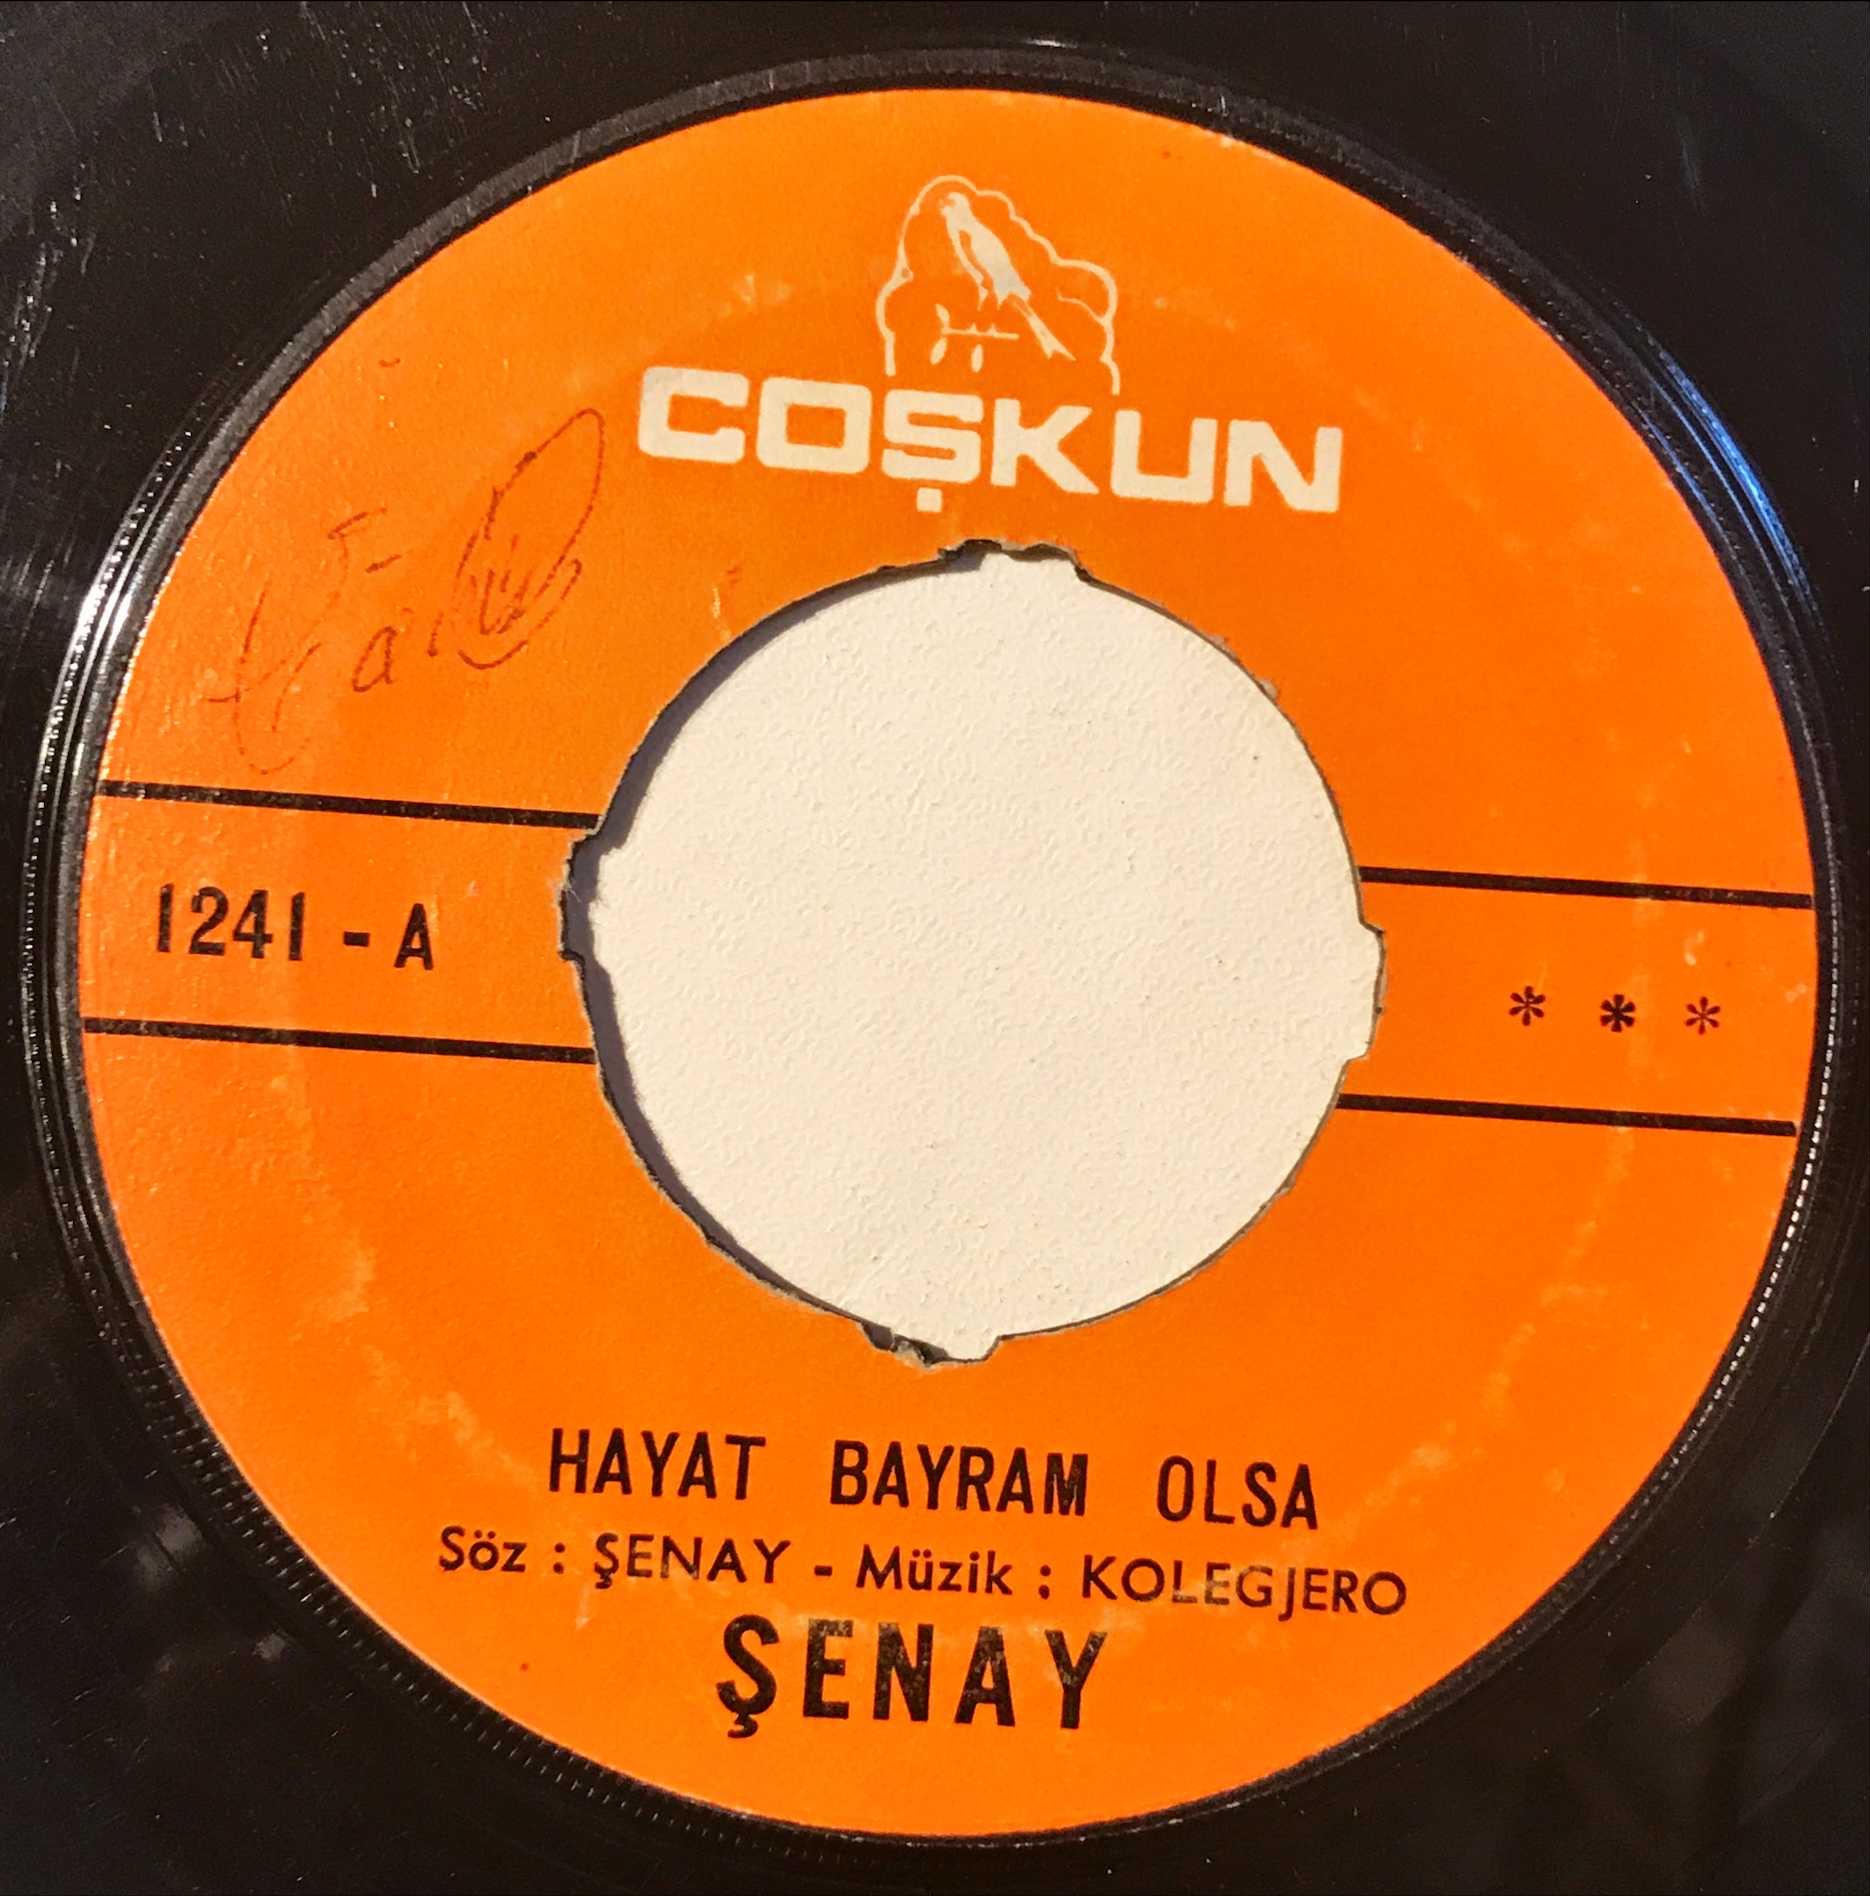 COŞKUN
1241 - A
* * *
HAYAT BAYRAM OLSA
Söz : ŞENAY - Müzik : KOLEGJERO
ŞENAY